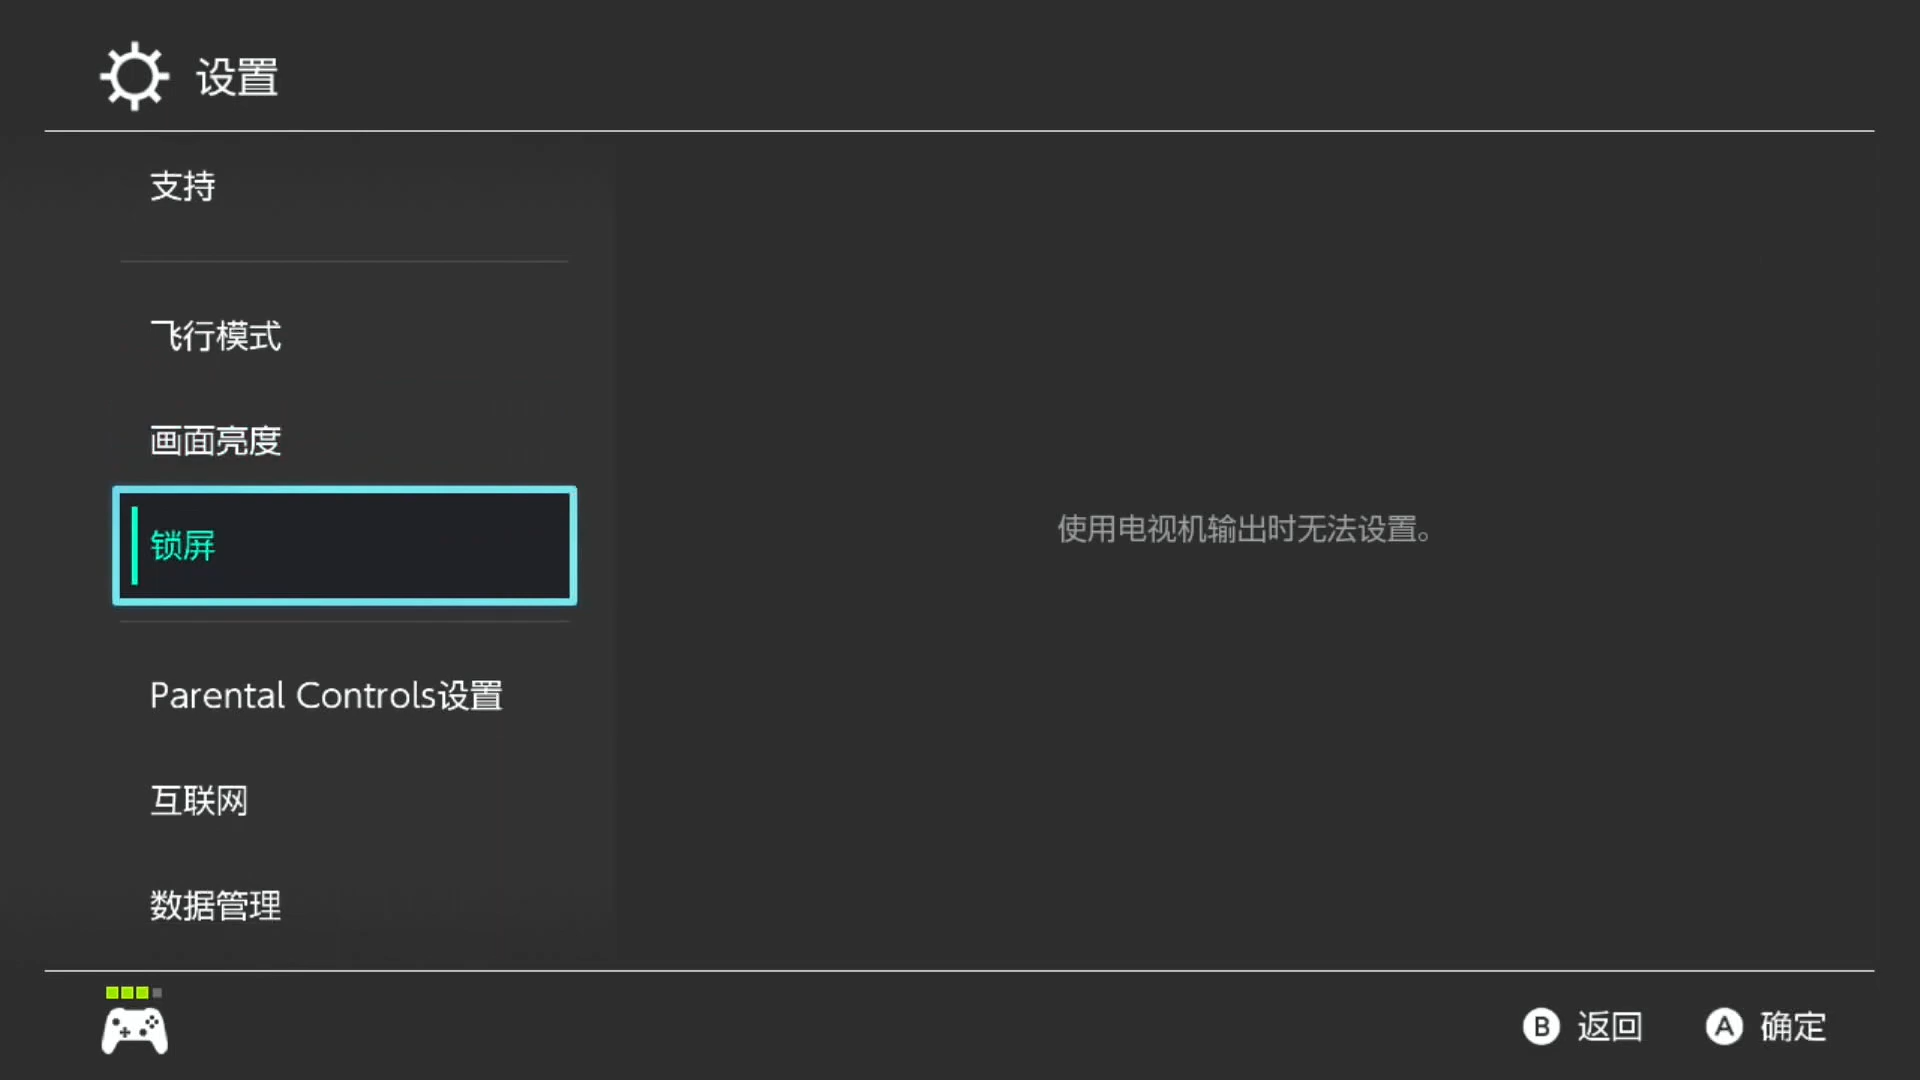 设置
支持
飞行模式
画面亮度
锁屏
使用电视机输出时无法设置。
Parental Controls设置
互联网
数据管理
B 返回 A 确定